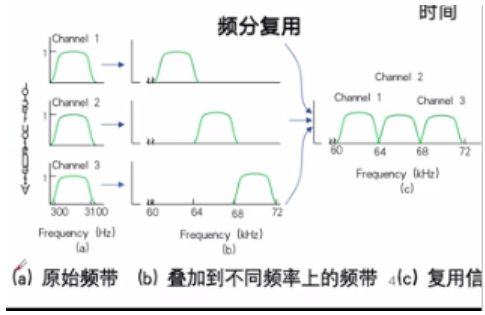 时间
频分复用
Channel 1
1
Channel 2
1
Channel 3
1
300 3100
Frequency (Hz)
(a)
60 64 68 72
Frequency (kHz)
(b)
Channel 2
Channel 1
Channel 3
60 64 68 72
Frequency (kHz)
(c)
(a) 原始频带 (b) 叠加到不同频率上的频带 4(c) 复用信